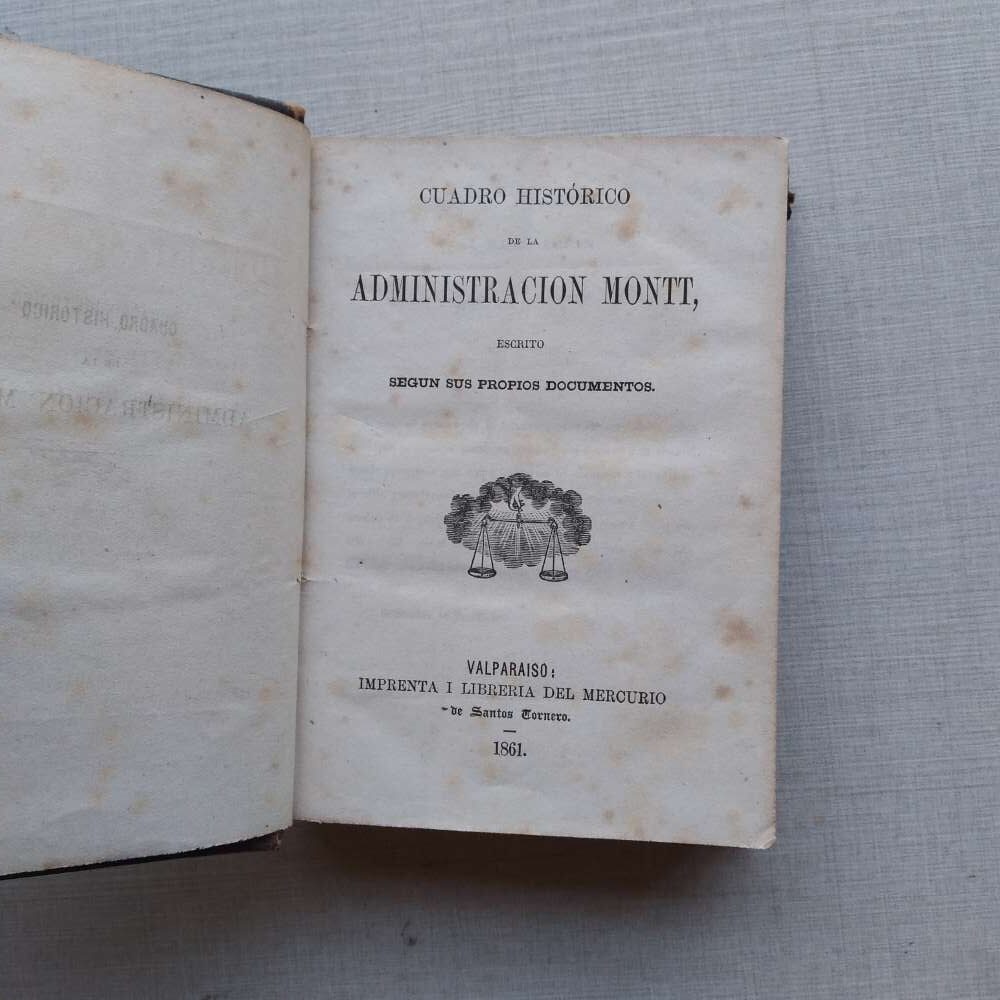 CUADRO HISTÓRICO
DE LA
ADMINISTRACION MONTT,
ESCRITO
SEGUN SUS PROPIOS DOCUMENTOS.
VALPARAISO:
IMPRENTA I LIBRERIA DEL MERCURIO
de Santos Tornero.
1861.